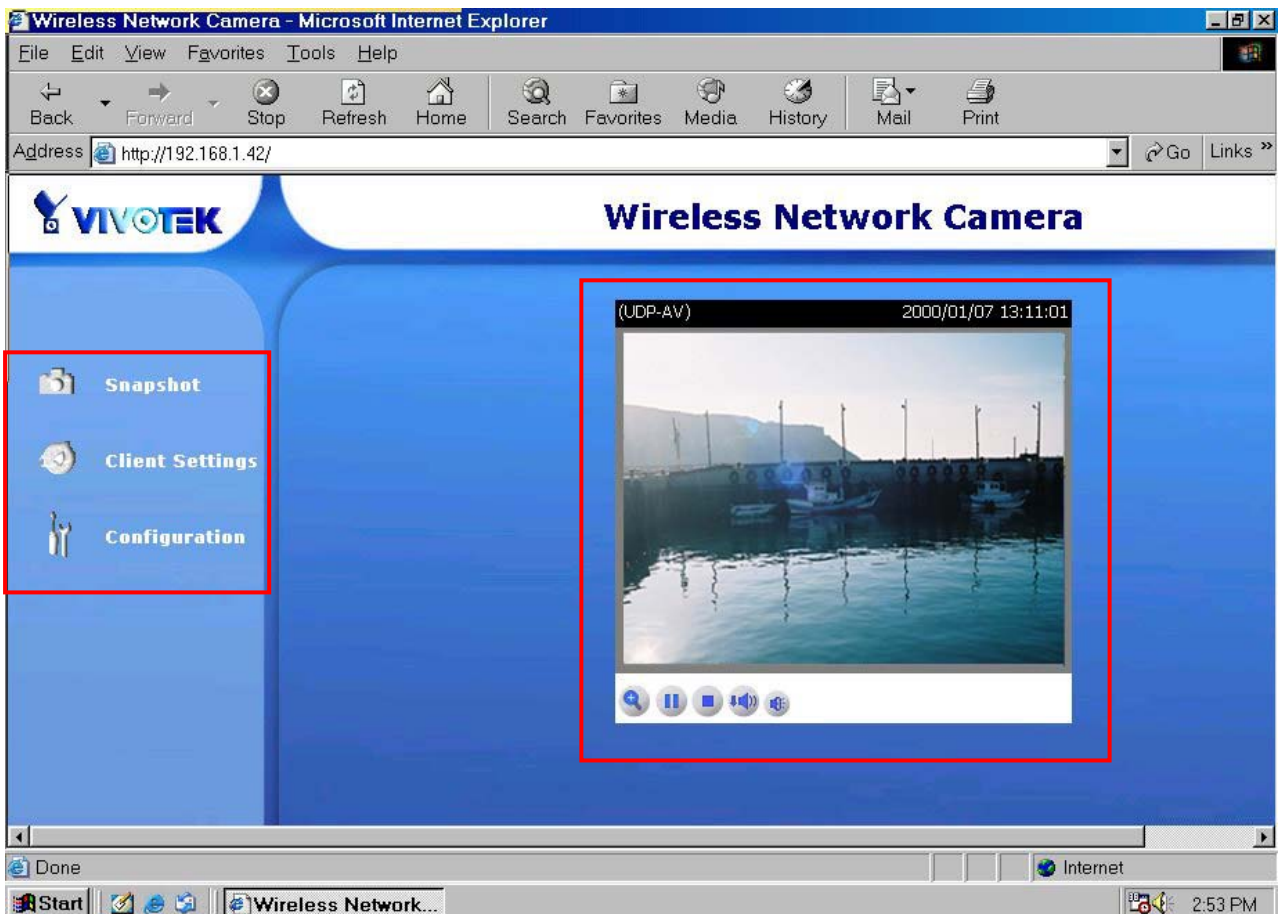 Wireless Network Camera - Microsoft Internet Explorer
File Edit View Favorites Tools Help
Back Forward Stop Refresh Home Search Favorites Media History Mail Print
Address http://192.168.1.42/ Go Links »
VIVOTEK
Wireless Network Camera
(UDP-AV) 2000/01/07 13:11:01
Snapshot
Client Settings
Configuration
Done Internet
Start Wireless Network... 2:53 PM